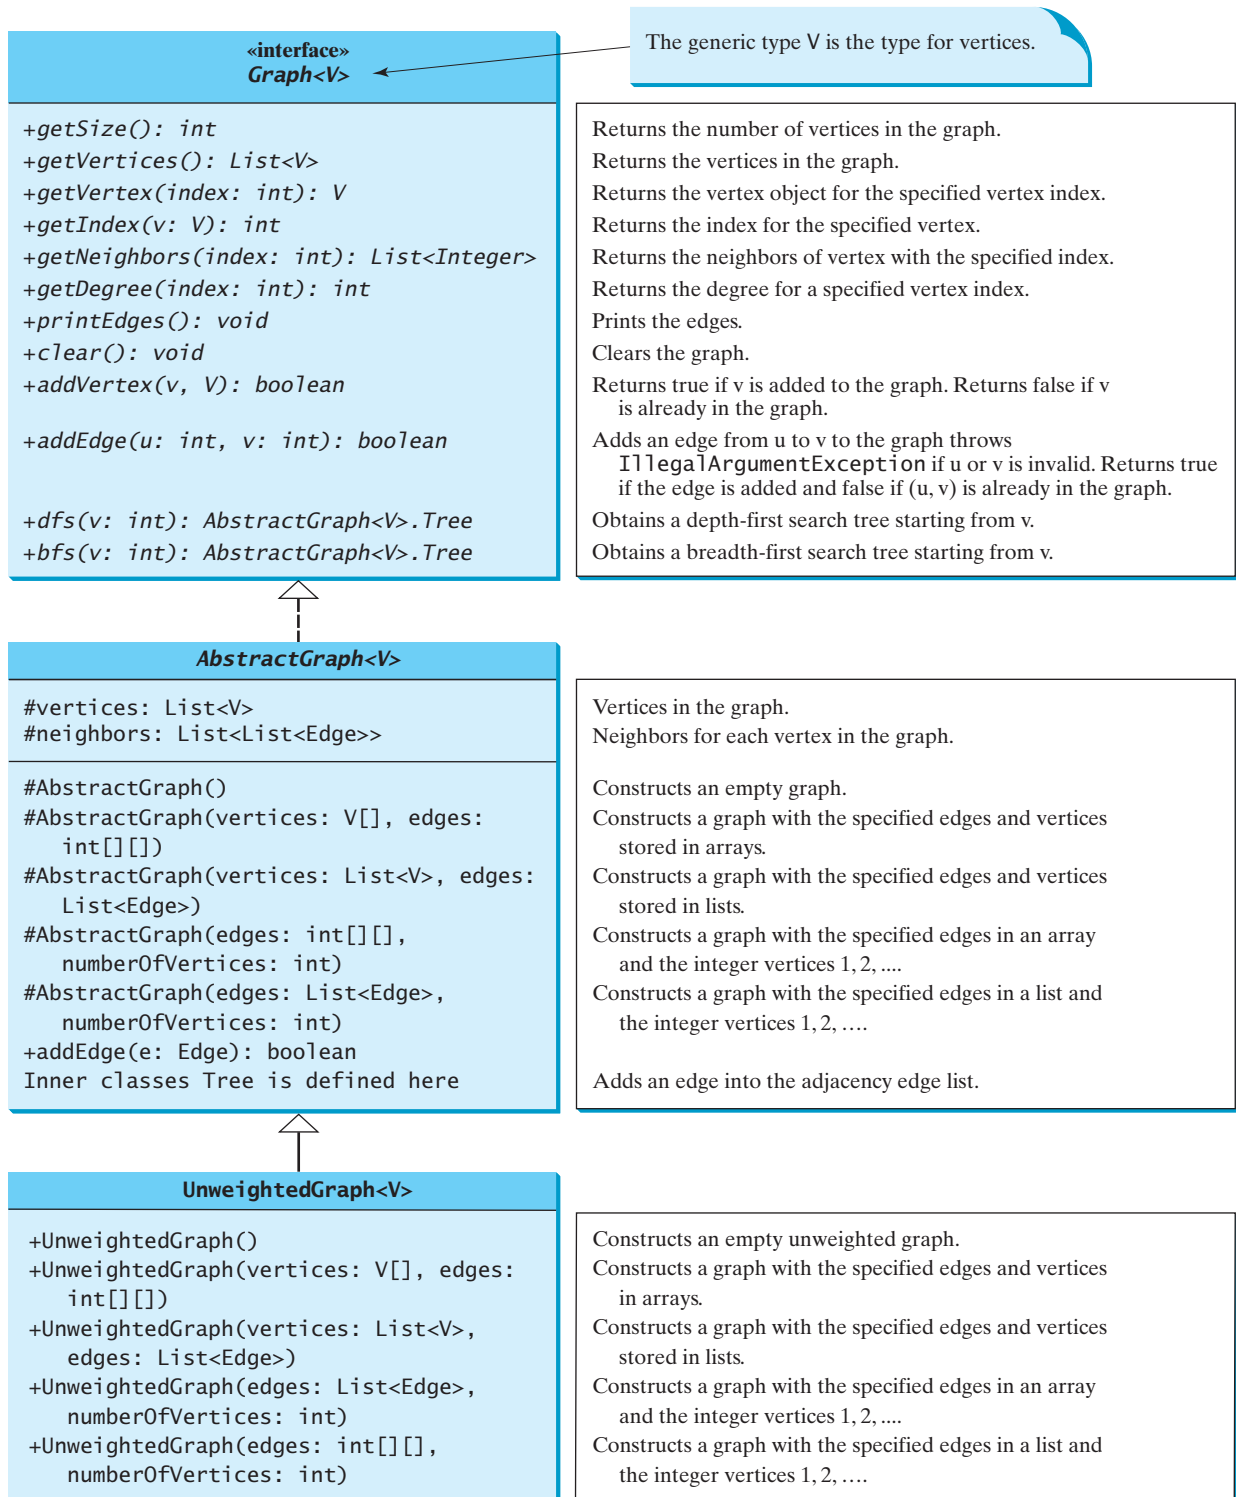 The generic type V is the type for vertices.
«interface»
Graph<V>
+getSize(): int
Returns the number of vertices in the graph.
+getVertices(): List<V>
Returns the vertices in the graph.
+getVertex(index: int): V
Returns the vertex object for the specified vertex index.
+getIndex(v: V): int
Returns the index for the specified vertex.
+getNeighbors(index: int): List<Integer>
Returns the neighbors of vertex with the specified index.
+getDegree(index: int): int
Returns the degree for a specified vertex index.
+printEdges(): void
Prints the edges.
+clear(): void
Clears the graph.
+addVertex(v, V): boolean
Returns true if v is added to the graph. Returns false if v
is already in the graph.
+addEdge(u: int, v: int): boolean
Adds an edge from u to v to the graph throws
IllegalArgumentException if u or v is invalid. Returns true
if the edge is added and false if (u, v) is already in the graph.
+dfs(v: int): AbstractGraph<V>.Tree
Obtains a depth-first search tree starting from v.
+bfs(v: int): AbstractGraph<V>.Tree
Obtains a breadth-first search tree starting from v.
AbstractGraph<V>
#vertices: List<V>
Vertices in the graph.
#neighbors: List<List<Edge>>
Neighbors for each vertex in the graph.
#AbstractGraph()
Constructs an empty graph.
#AbstractGraph(vertices: V[], edges:
int[][])
Constructs a graph with the specified edges and vertices
stored in arrays.
#AbstractGraph(vertices: List<V>, edges:
List<Edge>)
Constructs a graph with the specified edges and vertices
stored in lists.
#AbstractGraph(edges: int[][],
numberOfVertices: int)
Constructs a graph with the specified edges in an array
and the integer vertices 1, 2, ....
#AbstractGraph(edges: List<Edge>,
numberOfVertices: int)
Constructs a graph with the specified edges in a list and
the integer vertices 1, 2, ….
+addEdge(e: Edge): boolean
Inner classes Tree is defined here
Adds an edge into the adjacency edge list.
UnweightedGraph<V>
+UnweightedGraph()
Constructs an empty unweighted graph.
+UnweightedGraph(vertices: V[], edges:
int[][])
Constructs a graph with the specified edges and vertices
in arrays.
+UnweightedGraph(vertices: List<V>,
edges: List<Edge>)
Constructs a graph with the specified edges and vertices
stored in lists.
+UnweightedGraph(edges: List<Edge>,
numberOfVertices: int)
Constructs a graph with the specified edges in an array
and the integer vertices 1, 2, ....
+UnweightedGraph(edges: int[][],
numberOfVertices: int)
Constructs a graph with the specified edges in a list and
the integer vertices 1, 2, ….